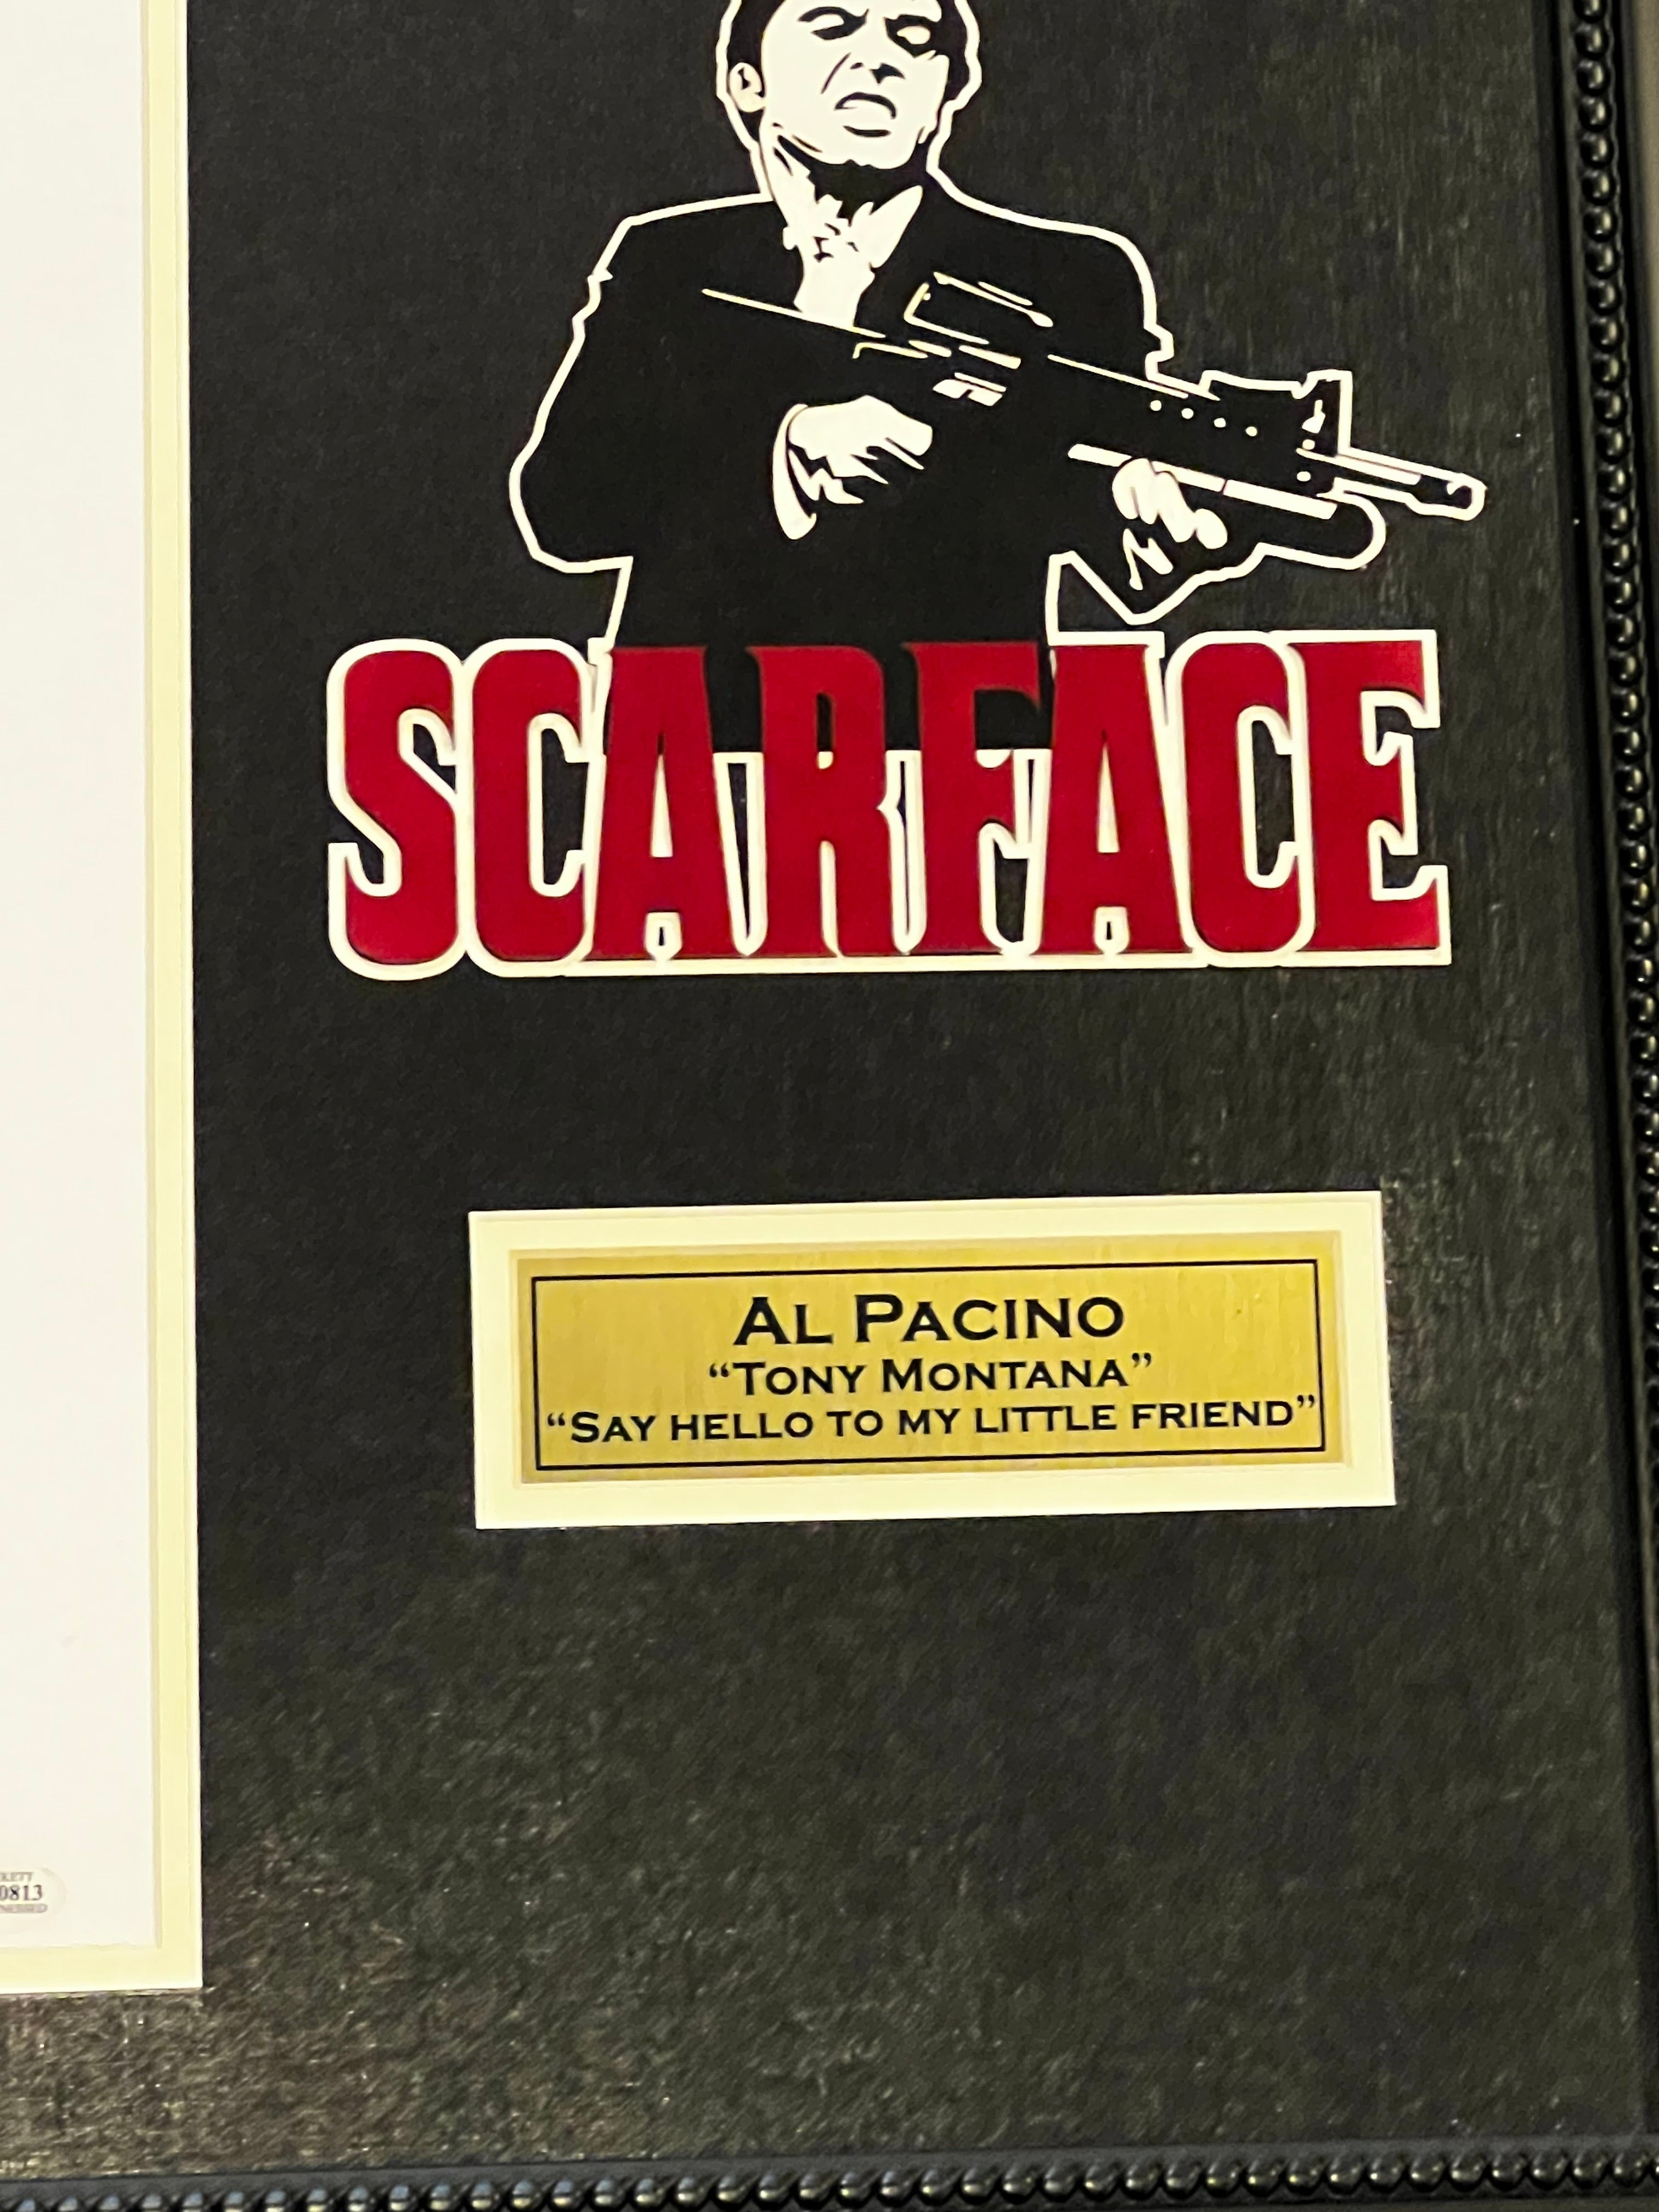 SCARFACE
AL PACINO
“TONY MONTANA”
“SAY HELLO TO MY LITTLE FRIEND”
0813